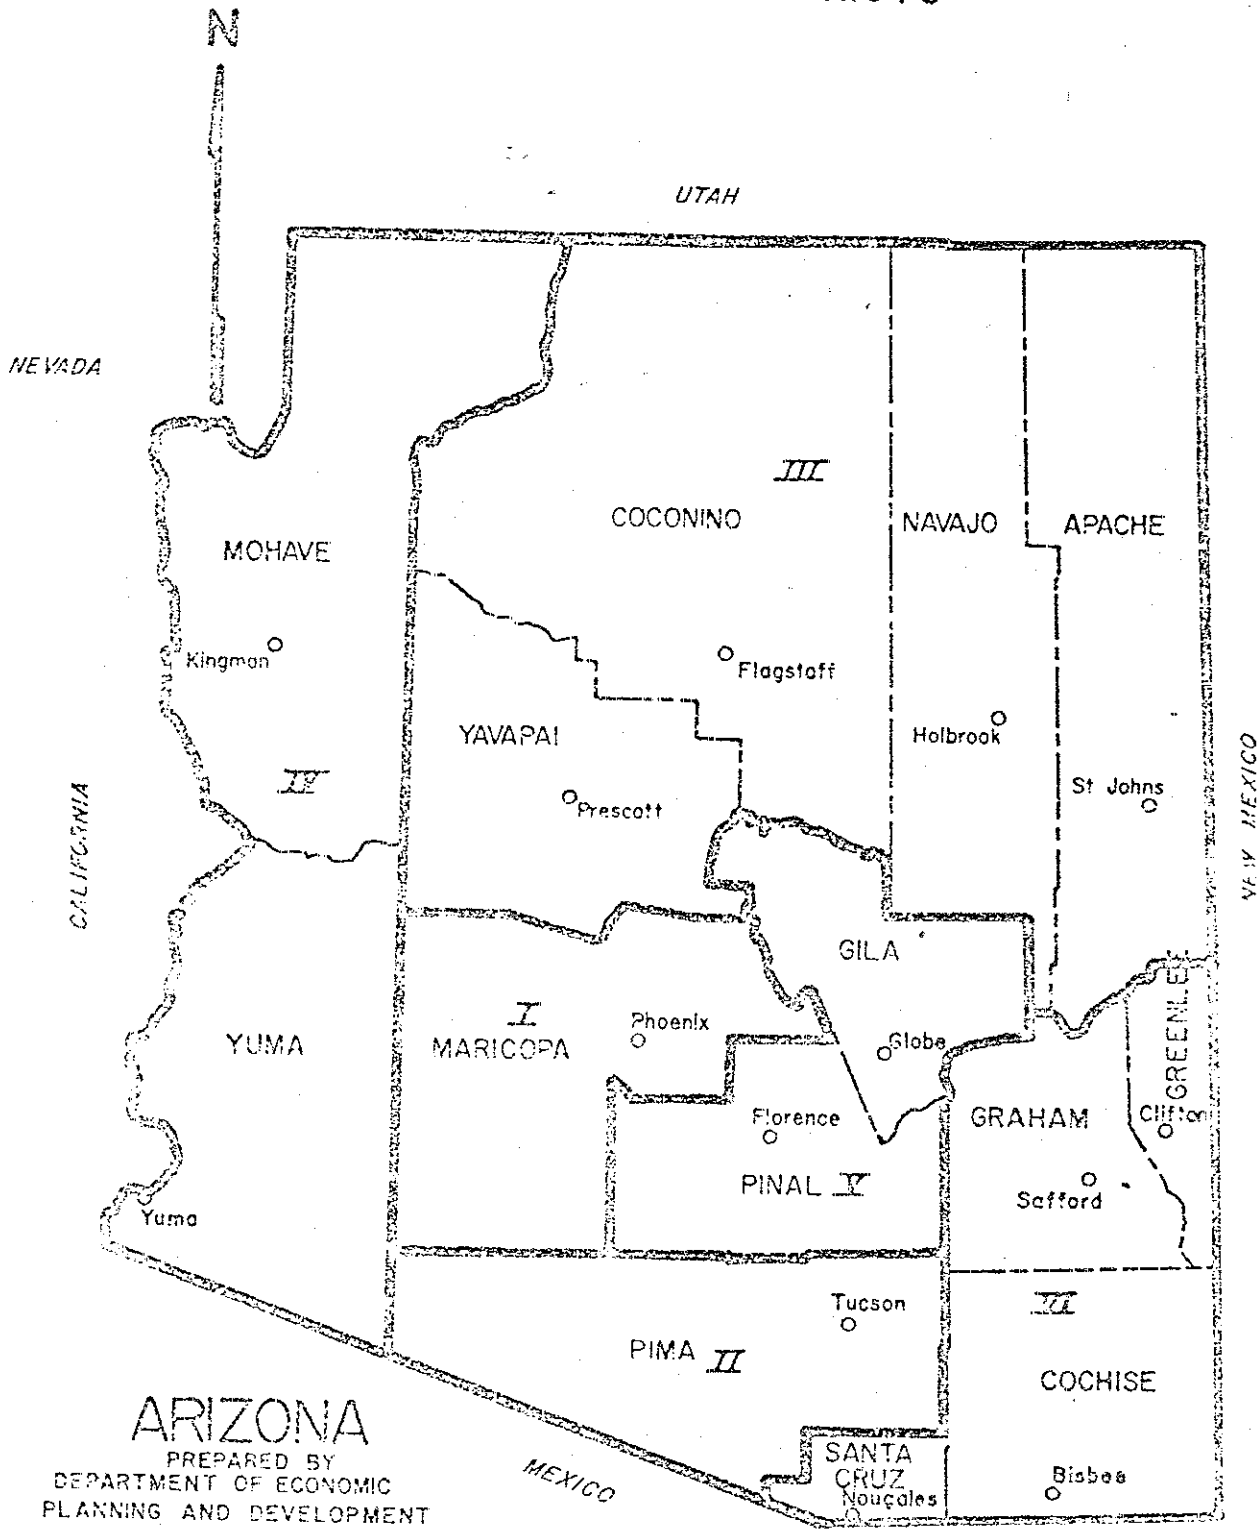 N
UTAH
NEVADA
III
COCONINO
NAVAJO
APACHE
MOHAVE
Kingman
Flagstaff
YAVAPAI
Holbrook
NEW MEXICO
IV
Prescott
St Johns
CALIFORNIA
GILA
GREENLEE
I
Phoenix
YUMA
MARICOPA
Globe
Florence
GRAHAM
Clifton
PINAL V
Safford
Yuma
Tucson
VI
PIMA II
COCHISE
ARIZONA
PREPARED BY
DEPARTMENT OF ECONOMIC
PLANNING AND DEVELOPMENT
MEXICO
SANTA
CRUZ
Nougales
Bisbee